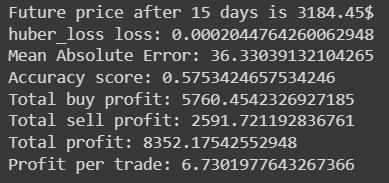 Future price after 15 days is 3184.45$
huber_loss loss: 0.0002044764260062948
Mean Absolute Error: 36.33039132104265
Accuracy score: 0.5753424657534246
Total buy profit: 5760.4542326927185
Total sell profit: 2591.721192836761
Total profit: 8352.17542552948
Profit per trade: 6.7301977643267366